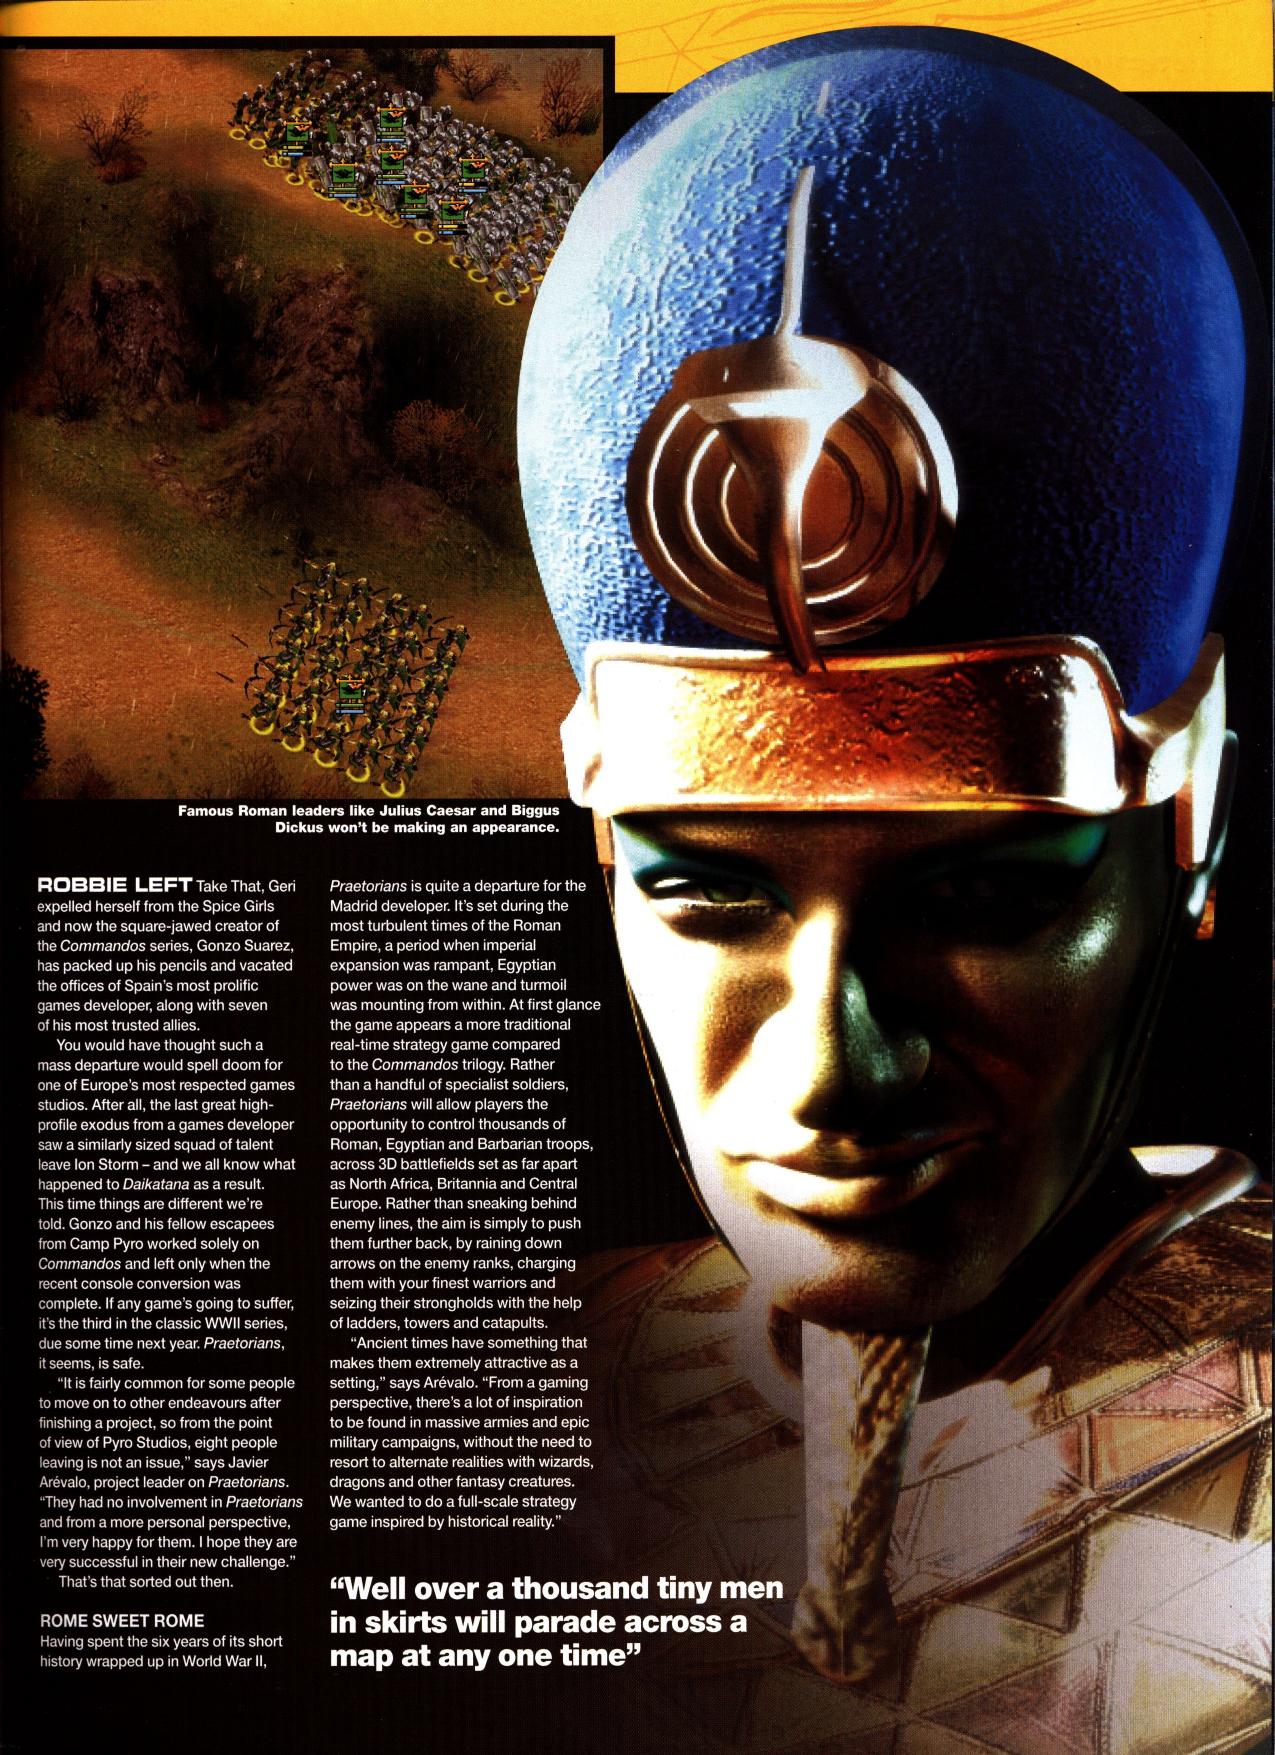 Famous Roman leaders like Julius Caesar and Biggus
Dickus won't be making an appearance.
ROBBIE LEFT Take That, Geri
expelled herself from the Spice Girls
and now the square-jawed creator of
the Commandos series, Gonzo Suarez,
has packed up his pencils and vacated
the offices of Spain's most prolific
games developer, along with seven
of his most trusted allies.
You would have thought such a
mass departure would spell doom for
one of Europe's most respected games
studios. After all, the last great high-
profile exodus from a games developer
saw a similarly sized squad of talent
leave Ion Storm – and we all know what
happened to Daikatana as a result.
This time things are different we're
told. Gonzo and his fellow escapees
from Camp Pyro worked solely on
Commandos and left only when the
recent console conversion was
complete. If any game's going to suffer,
it's the third in the classic WWII series,
due some time next year. Praetorians,
it seems, is safe.
"It is fairly common for some people
to move on to other endeavours after
finishing a project, so from the point
of view of Pyro Studios, eight people
leaving is not an issue," says Javier
Arévalo, project leader on Praetorians.
"They had no involvement in Praetorians
and from a more personal perspective,
I'm very happy for them. I hope they are
very successful in their new challenge."
That's that sorted out then.
ROME SWEET ROME
Having spent the six years of its short
history wrapped up in World War II,
Praetorians is quite a departure for the
Madrid developer. It's set during the
most turbulent times of the Roman
Empire, a period when imperial
expansion was rampant, Egyptian
power was on the wane and turmoil
was mounting from within. At first glance
the game appears a more traditional
real-time strategy game compared
to the Commandos trilogy. Rather
than a handful of specialist soldiers,
Praetorians will allow players the
opportunity to control thousands of
Roman, Egyptian and Barbarian troops,
across 3D battlefields set as far apart
as North Africa, Britannia and Central
Europe. Rather than sneaking behind
enemy lines, the aim is simply to push
them further back, by raining down
arrows on the enemy ranks, charging
them with your finest warriors and
seizing their strongholds with the help
of ladders, towers and catapults.
"Ancient times have something that
makes them extremely attractive as a
setting," says Arévalo. "From a gaming
perspective, there's a lot of inspiration
to be found in massive armies and epic
military campaigns, without the need to
resort to alternate realities with wizards,
dragons and other fantasy creatures.
We wanted to do a full-scale strategy
game inspired by historical reality."
"Well over a thousand tiny men
in skirts will parade across a
map at any one time"